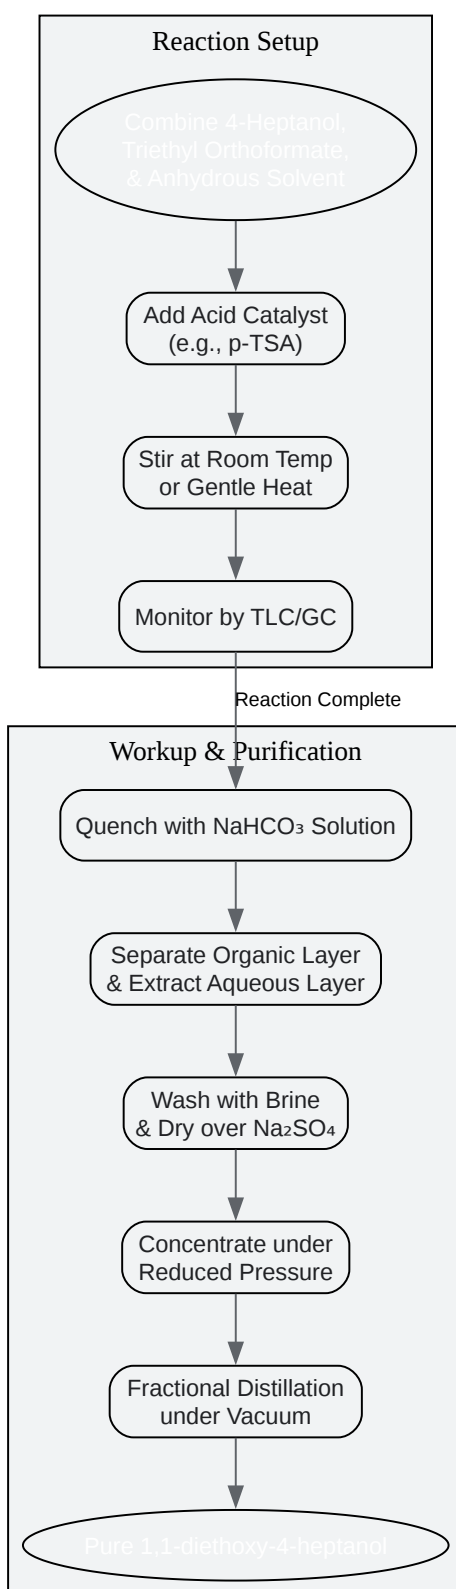 Reaction Setup
Combine 4-Heptanol,
Triethyl Orthoformate,
& Anhydrous Solvent
Add Acid Catalyst
(e.g., p-TSA)
Stir at Room Temp
or Gentle Heat
Monitor by TLC/GC
Reaction Complete
Workup & Purification
Quench with NaHCO₃ Solution
Separate Organic Layer
& Extract Aqueous Layer
Wash with Brine
& Dry over Na₂SO₄
Concentrate under
Reduced Pressure
Fractional Distillation
under Vacuum
Pure 1,1-diethoxy-4-heptanol